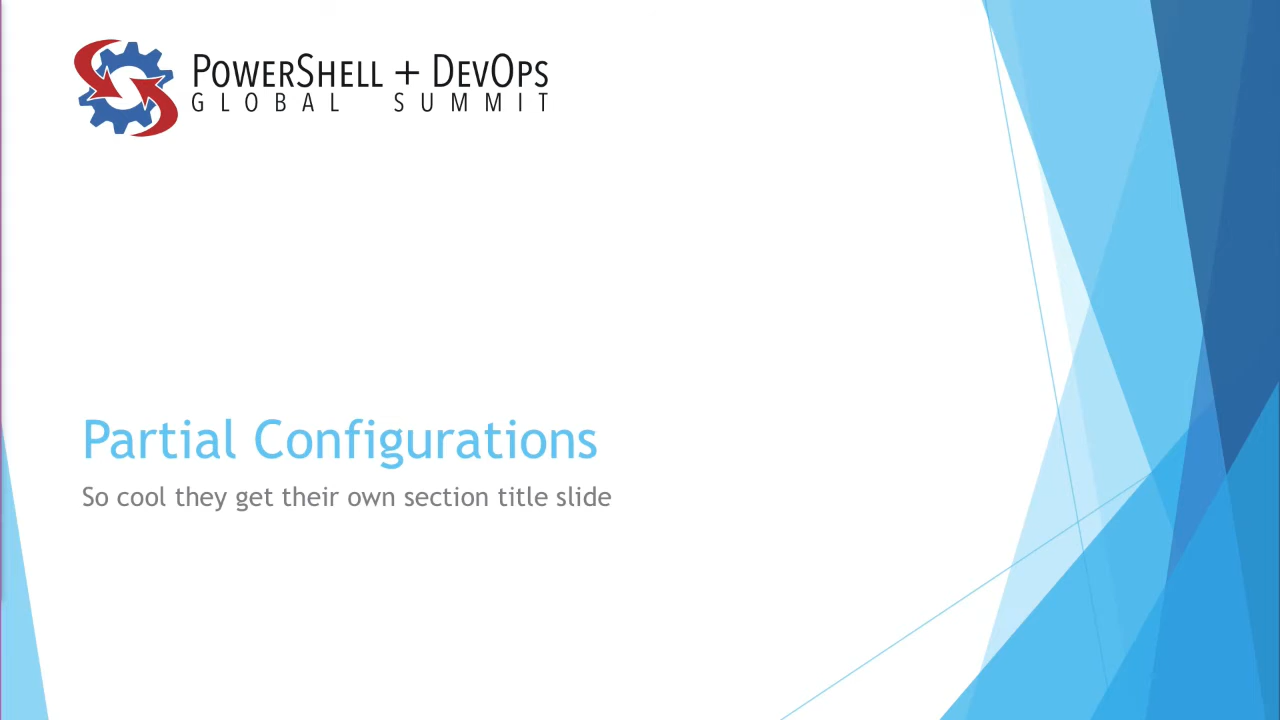 POWERSHELL + DEVOPS
GLOBAL SUMMIT
Partial Configurations
So cool they get their own section title slide